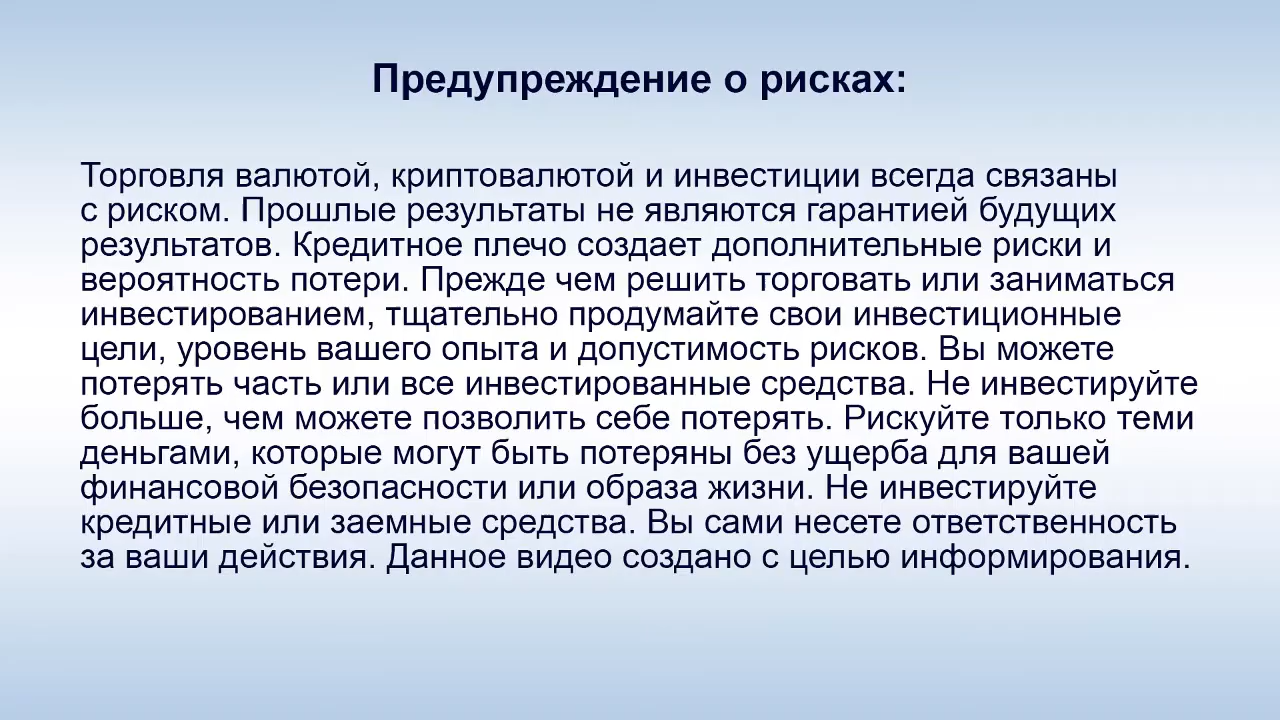 Предупреждение о рисках:
Торговля валютой, криптовалютой и инвестиции всегда связаны
с риском. Прошлые результаты не являются гарантией будущих
результатов. Кредитное плечо создает дополнительные риски и
вероятность потери. Прежде чем решить торговать или заниматься
инвестированием, тщательно продумайте свои инвестиционные
цели, уровень вашего опыта и допустимость рисков. Вы можете
потерять часть или все инвестированные средства. Не инвестируйте
больше, чем можете позволить себе потерять. Рискуйте только теми
деньгами, которые могут быть потеряны без ущерба для вашей
финансовой безопасности или образа жизни. Не инвестируйте
кредитные или заемные средства. Вы сами несете ответственность
за ваши действия. Данное видео создано с целью информирования.